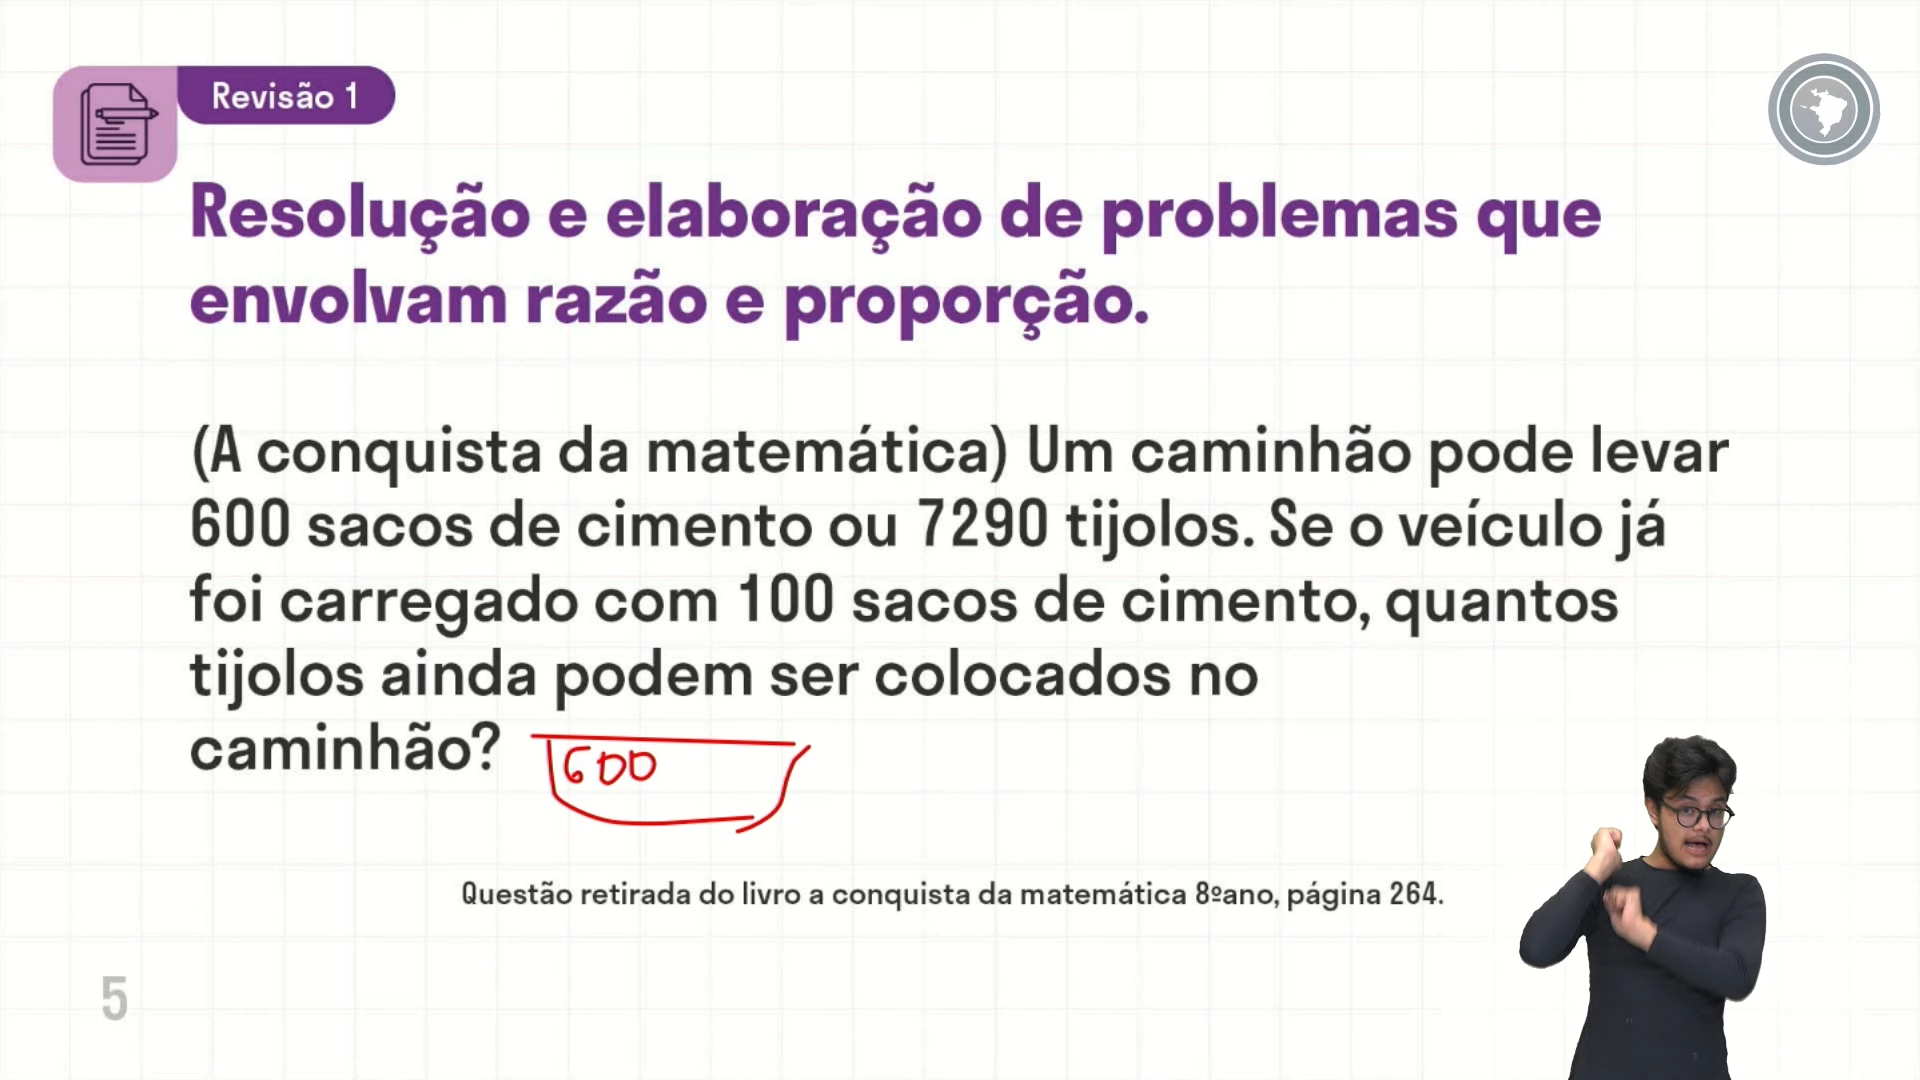 Revisão 1
Resolução e elaboração de problemas que
envolvam razão e proporção.
(A conquista da matemática) Um caminhão pode levar
600 sacos de cimento ou 7290 tijolos. Se o veículo já
foi carregado com 100 sacos de cimento, quantos
tijolos ainda podem ser colocados no
caminhão?
600
Questão retirada do livro a conquista da matemática 8ºano, página 264.
5